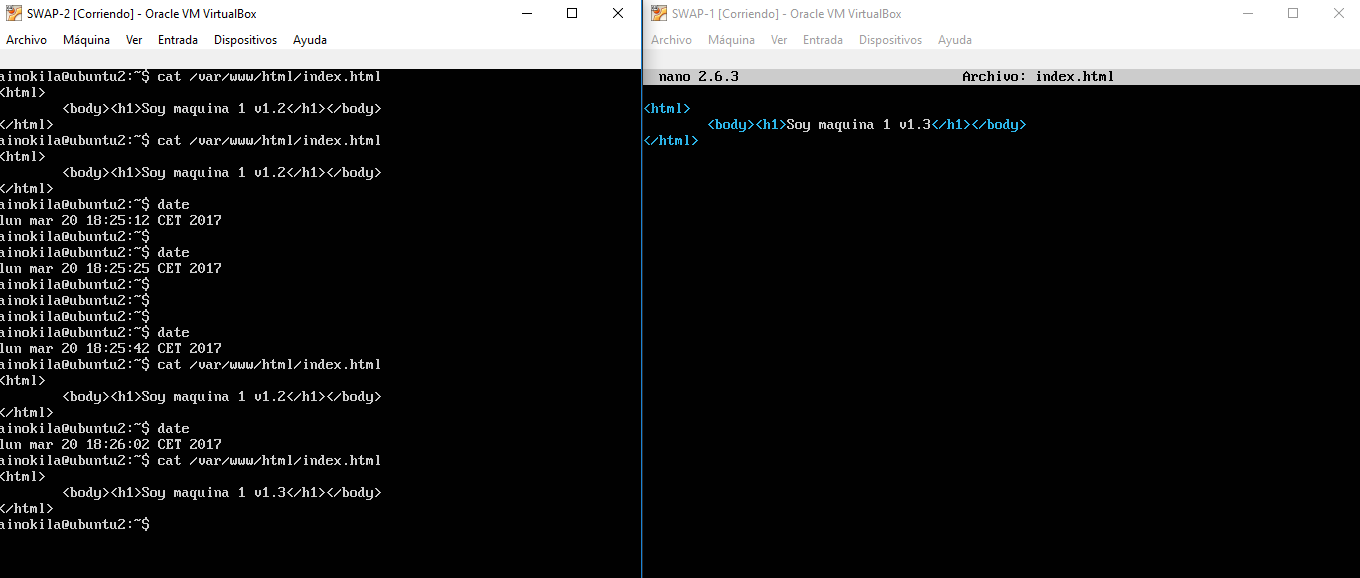 SWAP-2 [Corriendo] - Oracle VM VirtualBox
Archivo Máquina Ver Entrada Dispositivos Ayuda
ainokila@ubuntu2:~$ cat /var/www/html/index.html
<html>
        <body><h1>Soy maquina 1 v1.2</h1></body>
</html>
ainokila@ubuntu2:~$ cat /var/www/html/index.html
<html>
        <body><h1>Soy maquina 1 v1.2</h1></body>
</html>
ainokila@ubuntu2:~$ date
lun mar 20 18:25:12 CET 2017
ainokila@ubuntu2:~$
ainokila@ubuntu2:~$ date
lun mar 20 18:25:25 CET 2017
ainokila@ubuntu2:~$
ainokila@ubuntu2:~$
ainokila@ubuntu2:~$
ainokila@ubuntu2:~$ date
lun mar 20 18:25:42 CET 2017
ainokila@ubuntu2:~$ cat /var/www/html/index.html
<html>
        <body><h1>Soy maquina 1 v1.2</h1></body>
</html>
ainokila@ubuntu2:~$ date
lun mar 20 18:26:02 CET 2017
ainokila@ubuntu2:~$ cat /var/www/html/index.html
<html>
        <body><h1>Soy maquina 1 v1.3</h1></body>
</html>
ainokila@ubuntu2:~$
SWAP-1 [Corriendo] - Oracle VM VirtualBox
Archivo Máquina Ver Entrada Dispositivos Ayuda
nano 2.6.3 Archivo: index.html
<html>
        <body><h1>Soy maquina 1 v1.3</h1></body>
</html>